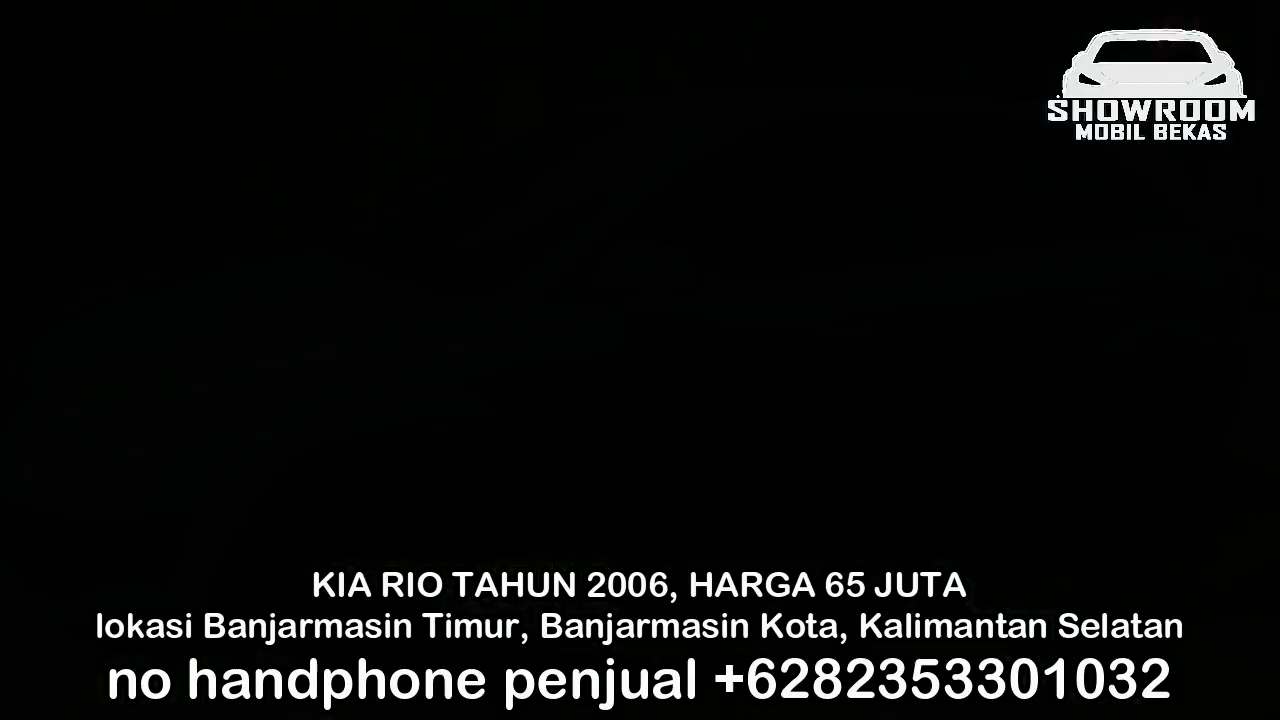 SHOWROOM
MOBIL BEKAS
KIA RIO TAHUN 2006, HARGA 65 JUTA
lokasi Banjarmasin Timur, Banjarmasin Kota, Kalimantan Selatan
no handphone penjual +6282353301032